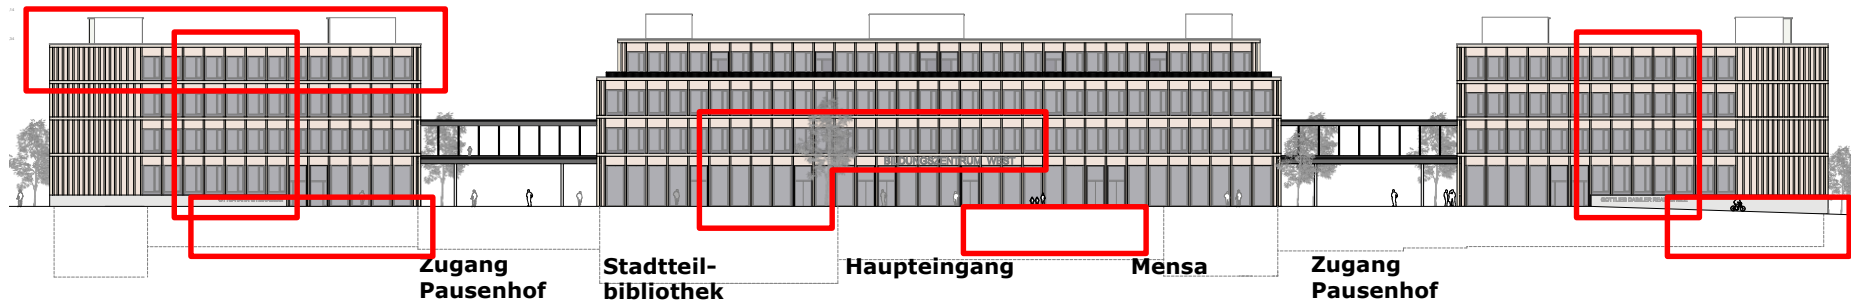 BILDUNGSZENTRUM WEST
Zugang
Pausenhof
Stadtteil-
bibliothek
Haupteingang
Mensa
Zugang
Pausenhof